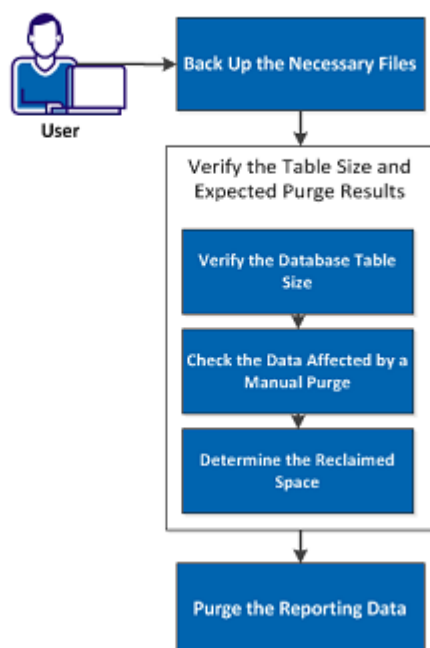 Back Up the Necessary Files
User
Verify the Table Size and
Expected Purge Results
Verify the Database Table
Size
Check the Data Affected by a
Manual Purge
Determine the Reclaimed
Space
Purge the Reporting Data